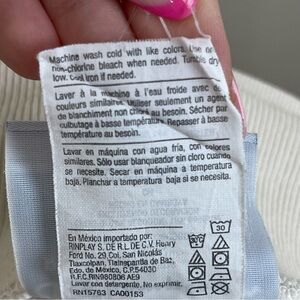 Machine wash cold with like colors. Use only
non-chlorine bleach when needed. Tumble dry
low. Cool iron if needed.
Laver à la machine à l'eau froide avec
couleurs similaires. Utiliser seulement un agent
de blanchiment sans chlore au besoin. Sécher par
culbutage à basse température. Repasser à basse
température au besoin.
Lavar en máquina con agua fría, con colores
similares. Sólo usar blanqueador sin cloro cuando
se necesite. Secar en máquina a temperatura
baja. Planchar a temperatura baja si se necesita.
En México importado por:
RINPLAY S. DE R.L DE C.V. Henry
Ford No. 29, Col. San Nicolás
Tlaxcolpan, Tlalnepantla de Baz,
Edo. de México, C.P. 54030
R.F.C.RIN980806 AE9
Lavar con detergente, No exprimir.
RN15763 CA00153
30